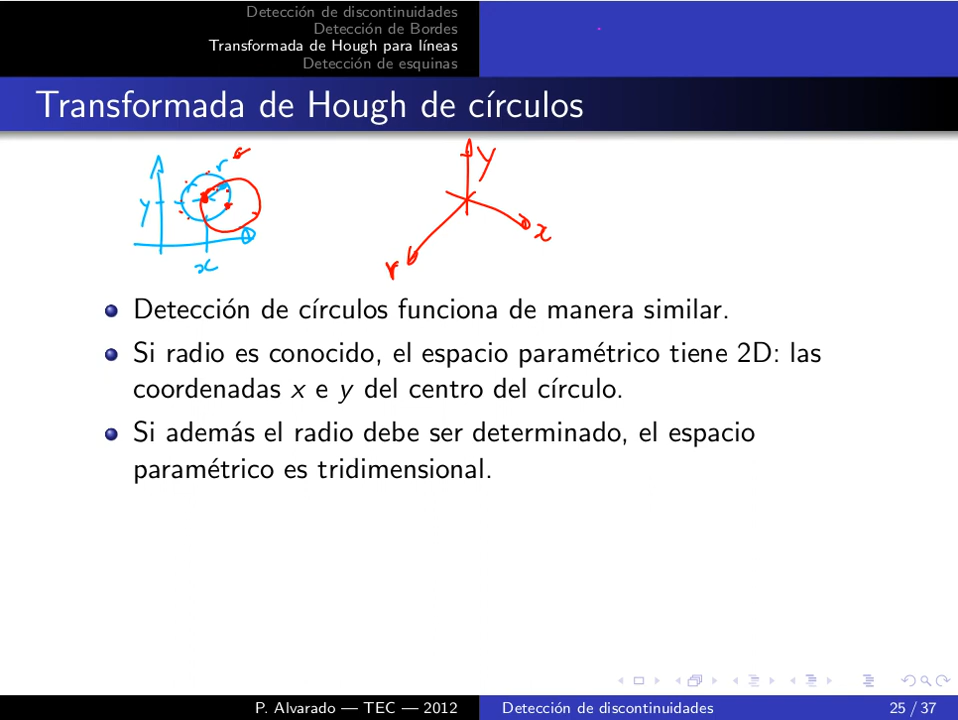 Detección de discontinuidades
Detección de Bordes
Transformada de Hough para líneas
Detección de esquinas
Transformada de Hough de círculos
r
y
x
y
x
r
Detección de círculos funciona de manera similar.
Si radio es conocido, el espacio paramétrico tiene 2D: las
coordenadas x e y del centro del círculo.
Si además el radio debe ser determinado, el espacio
paramétrico es tridimensional.
P. Alvarado — TEC — 2012
Detección de discontinuidades
25 / 37